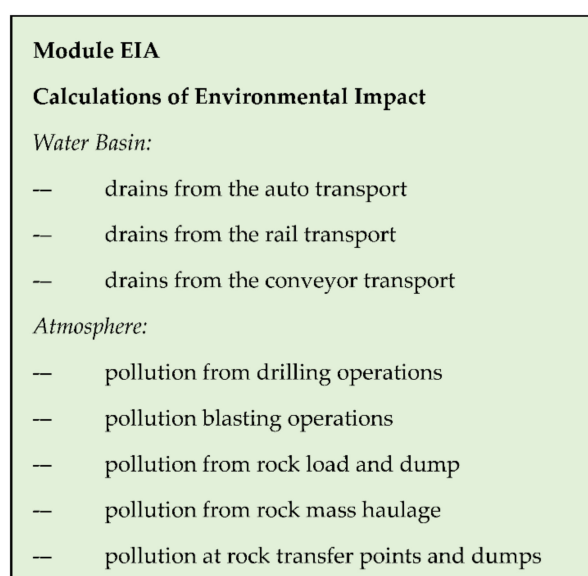 Module EIA
Calculations of Environmental Impact
Water Basin:
— drains from the auto transport
— drains from the rail transport
— drains from the conveyor transport
Atmosphere:
— pollution from drilling operations
— pollution blasting operations
— pollution from rock load and dump
— pollution from rock mass haulage
— pollution at rock transfer points and dumps